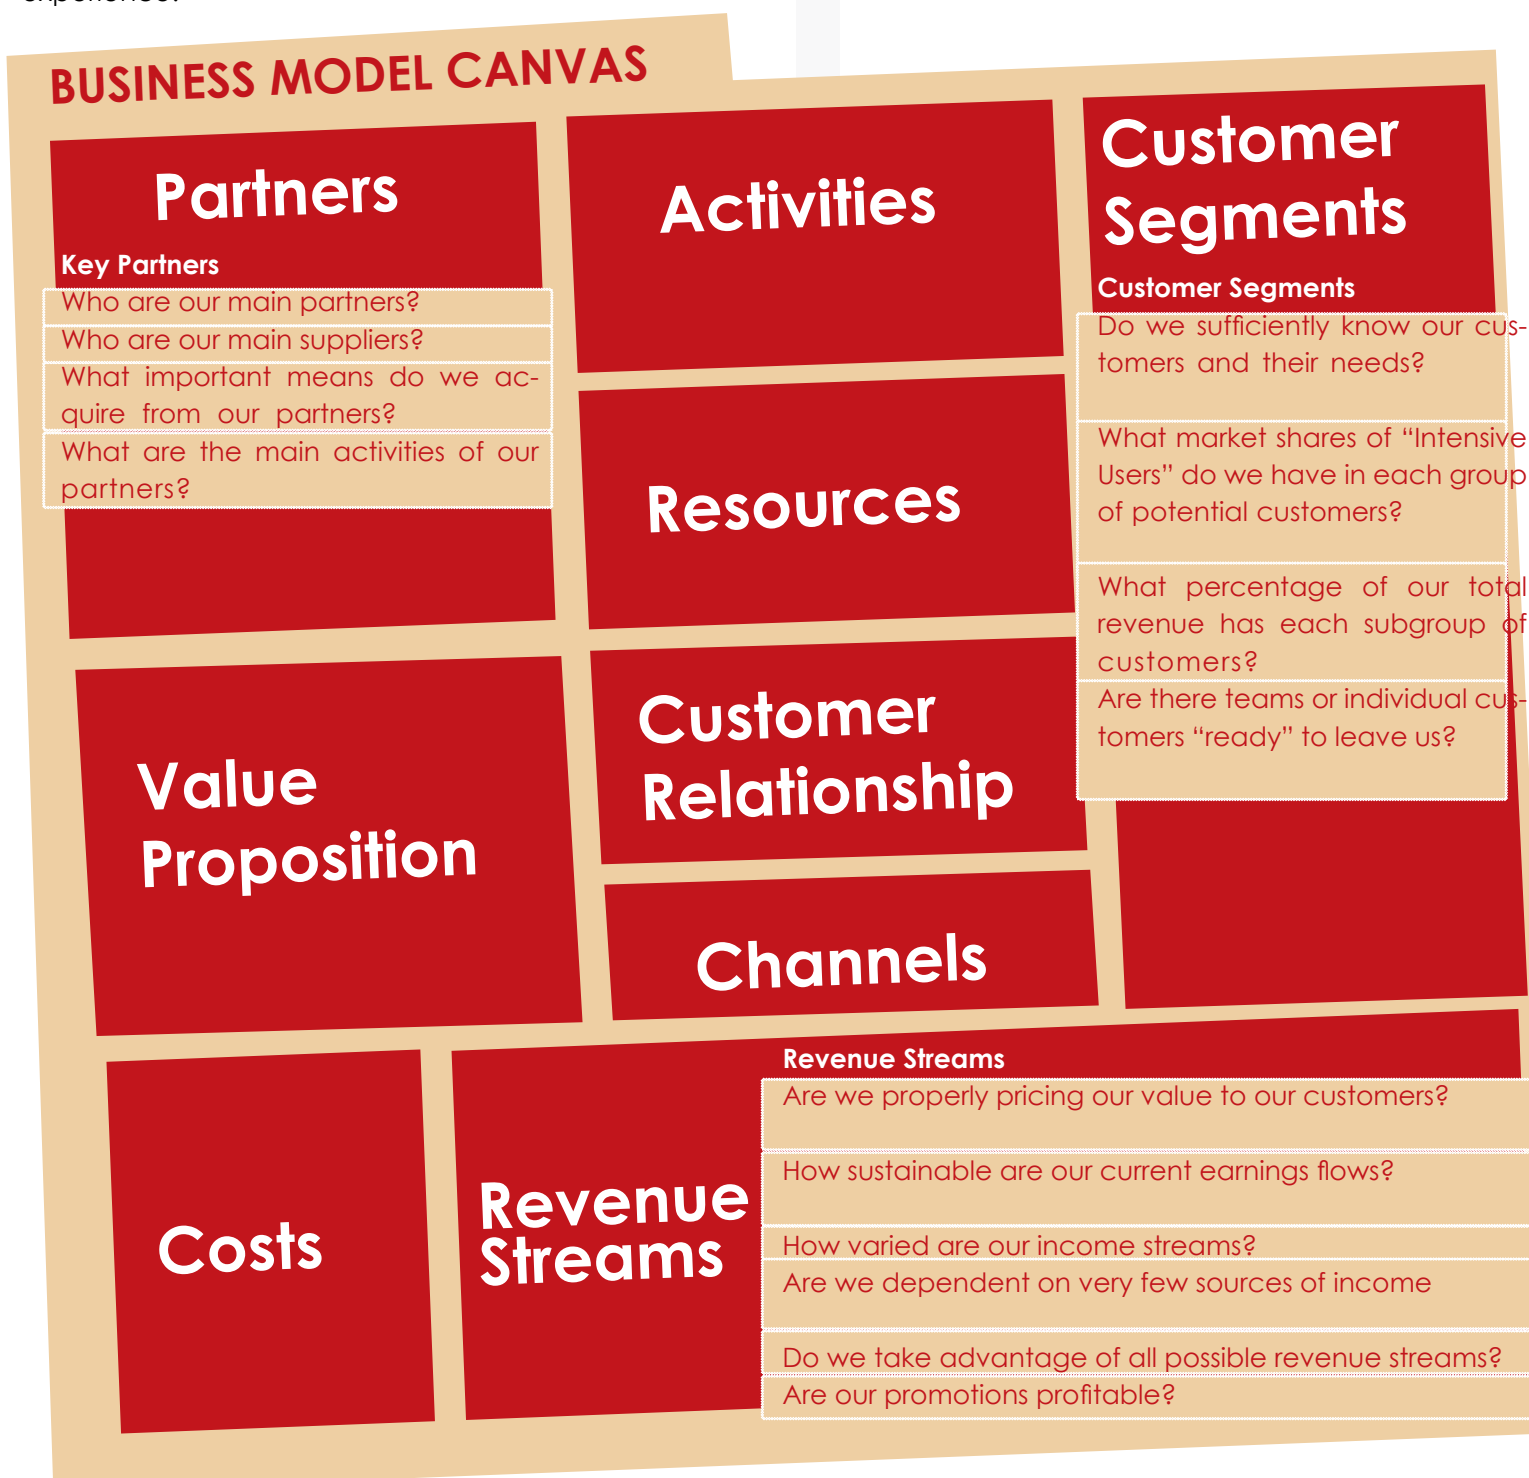 BUSINESS MODEL CANVAS
Partners
Key Partners
Who are our main partners?
Who are our main suppliers?
What important means do we ac-
quire from our partners?
What are the main activities of our
partners?
Activities
Resources
Customer
Segments
Customer Segments
Do we sufficiently know our cus-
tomers and their needs?
What market shares of “Intensive
Users” do we have in each group
of potential customers?
What percentage of our total
revenue has each subgroup of
customers?
Are there teams or individual cus-
tomers “ready” to leave us?
Value
Proposition
Customer
Relationship
Channels
Costs
Revenue
Streams
Revenue Streams
Are we properly pricing our value to our customers?
How sustainable are our current earnings flows?
How varied are our income streams?
Are we dependent on very few sources of income
Do we take advantage of all possible revenue streams?
Are our promotions profitable?